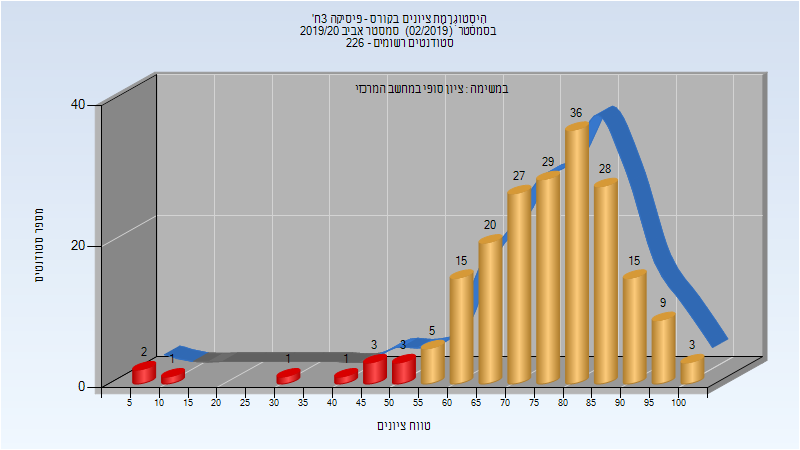 היסטוגרמת ציונים בקורס - פיסיקה 3ח'
בסמסטר (02/2019) סמסטר אביב 2019/20
סטודנטים רשומים - 226
במשימה : ציון סופי במחשב המרכזי
מספר סטודנטים
40
20
0
2 1 1 1 3 3 5 15 20 27 29 36 28 15 9 3
5 10 15 20 25 30 35 40 45 50 55 60 65 70 75 80 85 90 95 100
טווח ציונים